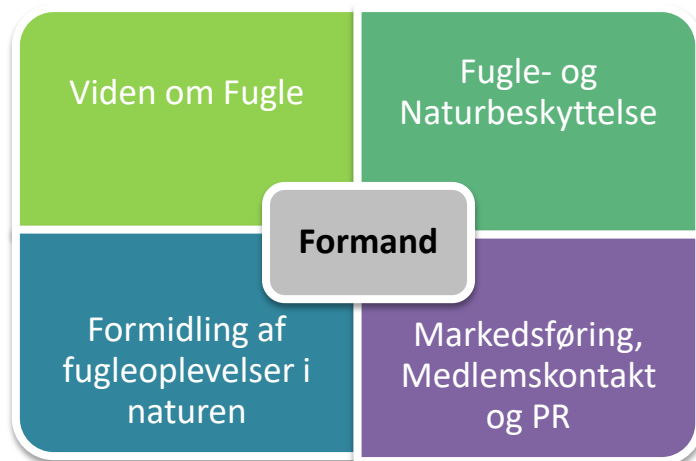 Viden om Fugle
Fugle- og
Naturbeskyttelse
Formand
Formidling af
fugleoplevelser i
naturen
Markedsføring,
Medlemskontakt
og PR